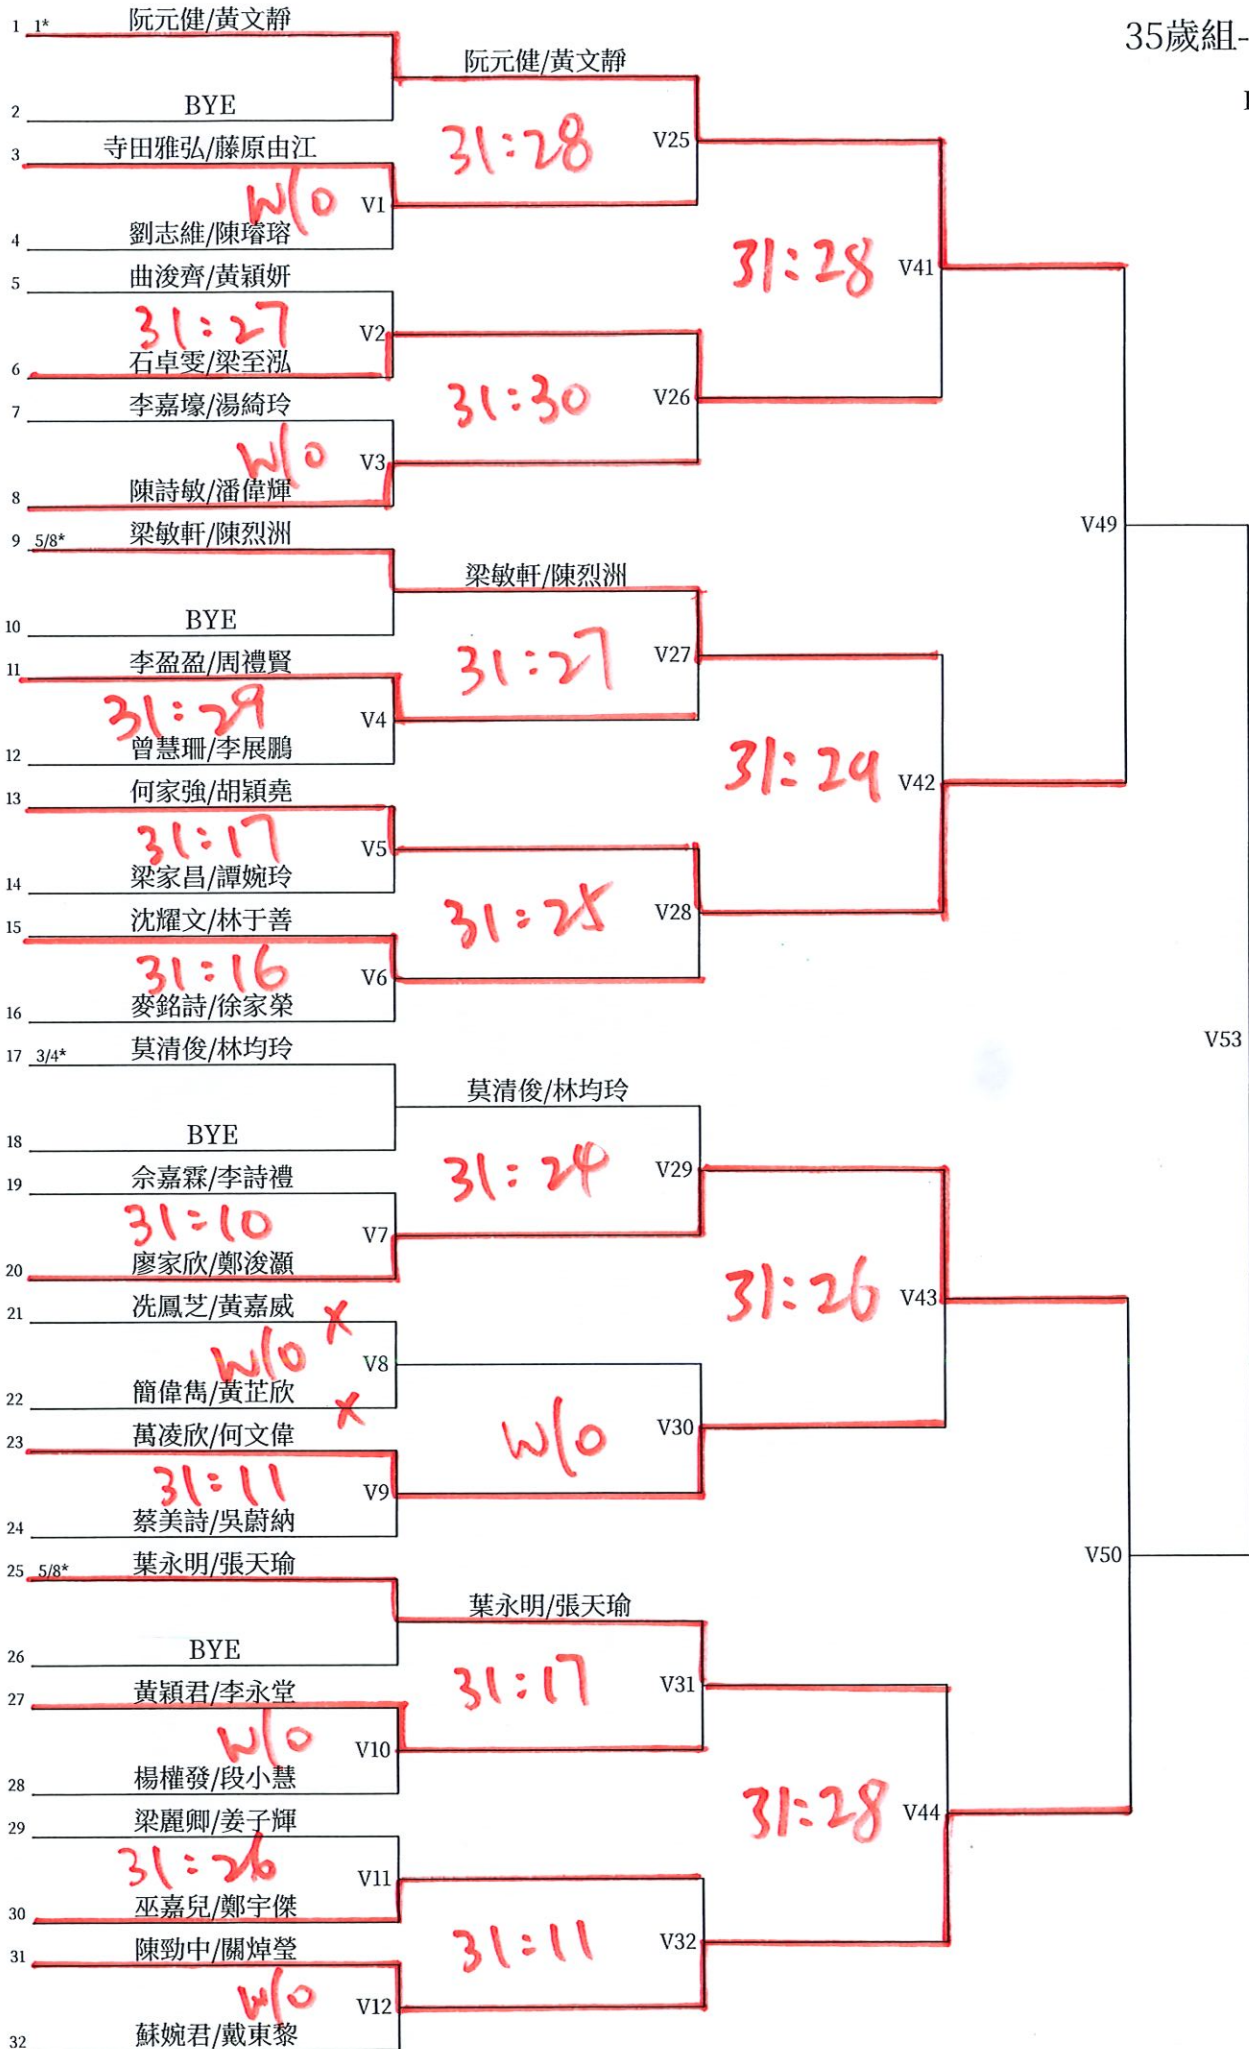 1 1* 阮元健/黃文靜
35歲組-
阮元健/黃文靜
2 BYE
3 寺田雅弘/藤原由江
31:28 V25
W/O V1
4 劉志維/陳璿瑢
5 曲浚齊/黃穎妍
31:28 V41
31:27 V2
6 石卓雯/梁至泓
7 李嘉壕/湯綺玲
31:30 V26
W/O V3
8 陳詩敏/潘偉輝
9 5/8* 梁敏軒/陳烈洲
V49
梁敏軒/陳烈洲
10 BYE
11 李盈盈/周禮賢
31:27 V27
31:29 V4
12 曾慧珊/李展鵬
31:29 V42
13 何家強/胡穎堯
31:17 V5
14 梁家昌/譚婉玲
15 沈耀文/林于善
31:25 V28
31:16 V6
16 麥銘詩/徐家榮
V53
17 3/4* 莫清俊/林均玲
莫清俊/林均玲
18 BYE
31:24 V29
19 佘嘉霖/李詩禮
31:10 V7
20 廖家欣/鄭浚灝
31:26 V43
21 冼鳳芝/黃嘉威 X
W/O V8
22 簡偉雋/黃芷欣 X
W/O V30
23 萬凌欣/何文偉
31:11 V9
24 蔡美詩/吳蔚納
25 5/8* 葉永明/張天瑜
V50
葉永明/張天瑜
26 BYE
31:17 V31
27 黃穎君/李永堂
W/O V10
28 楊權發/段小慧
31:28 V44
29 梁麗卿/姜子輝
31:26 V11
30 巫嘉兒/鄭宇傑
31:11 V32
31 陳勁中/關焯瑩
W/O V12
32 蘇婉君/戴東黎